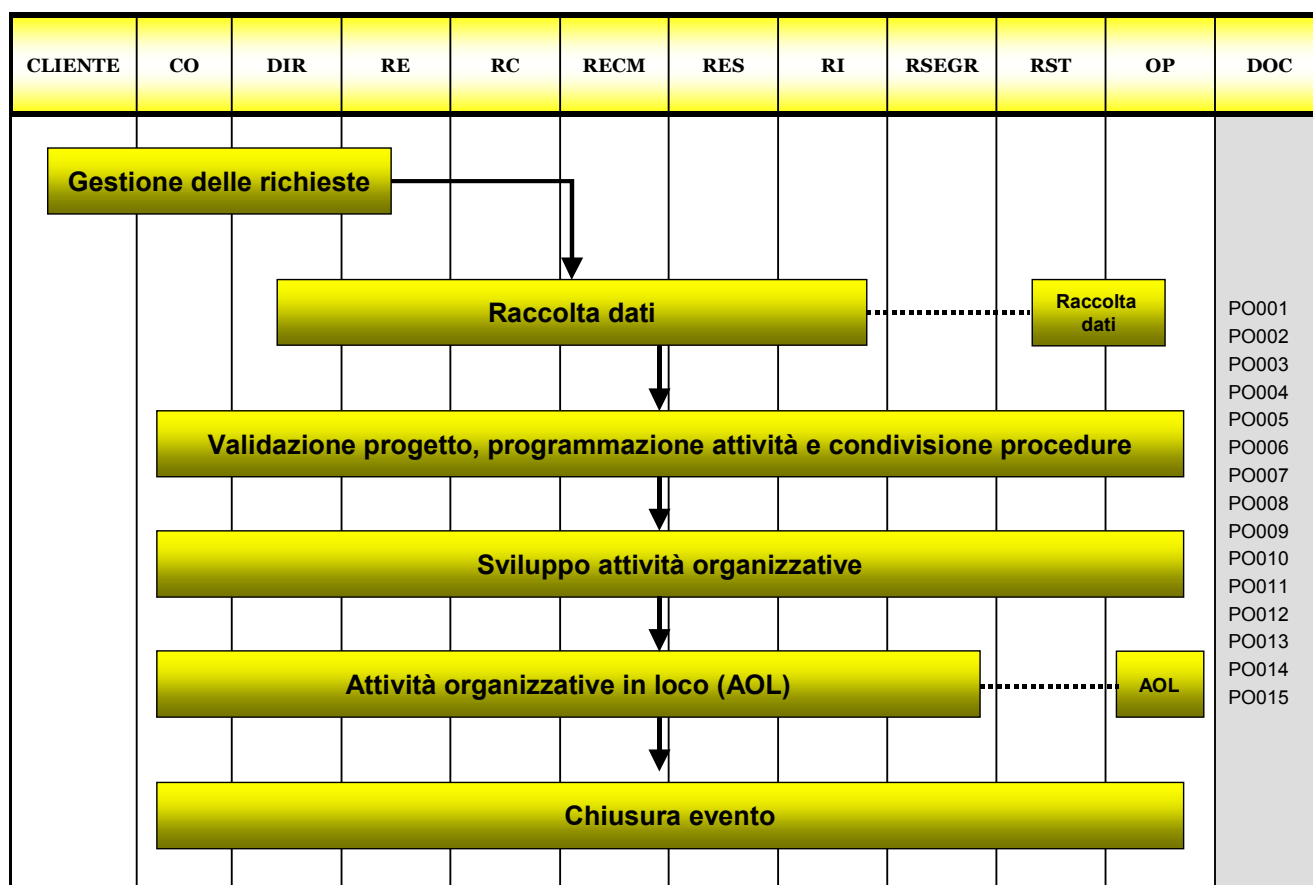 CLIENTE CO DIR RE RC RECM RES RI RSEGR RST OP DOC
Gestione delle richieste
Raccolta dati
Raccolta
dati
PO001
PO002
PO003
PO004
PO005
PO006
PO007
PO008
PO009
PO010
PO011
PO012
PO013
PO014
PO015
Validazione progetto, programmazione attività e condivisione procedure
Sviluppo attività organizzative
Attività organizzative in loco (AOL)
AOL
Chiusura evento